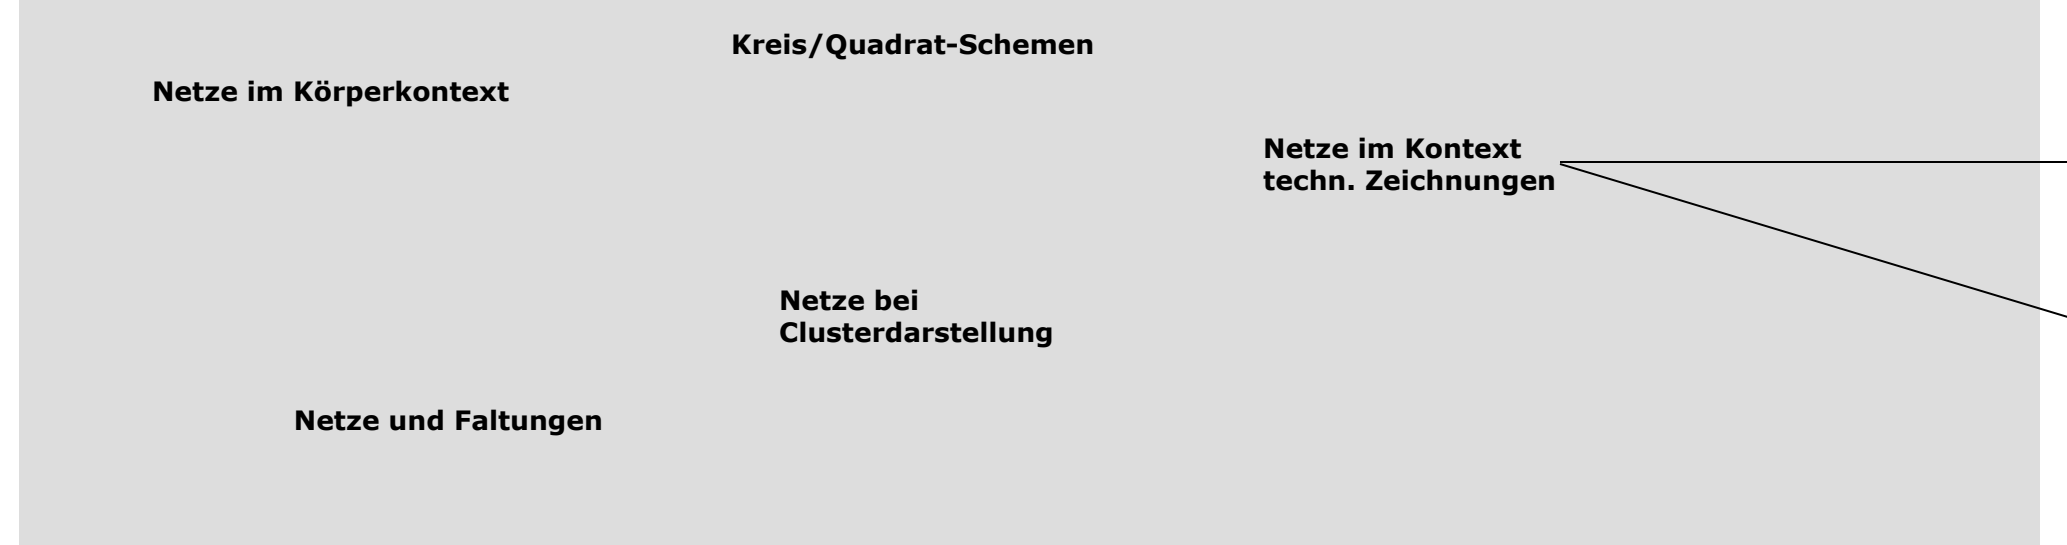 Kreis/Quadrat-Schemen
Netze im Körperkontext
Netze im Kontext
techn. Zeichnungen
Netze bei
Clusterdarstellung
Netze und Faltungen